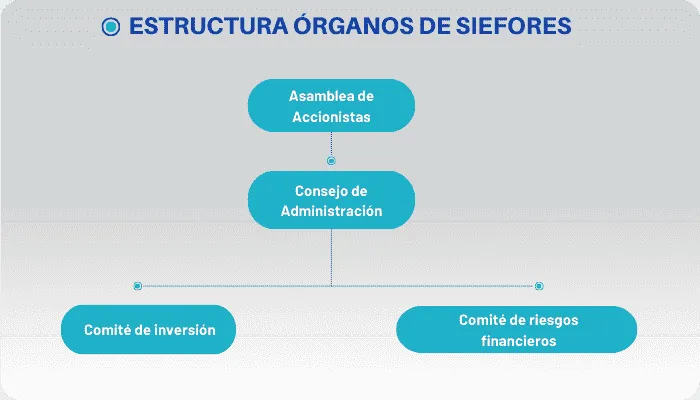 ESTRUCTURA ÓRGANOS DE SIEFORES
Asamblea de
Accionistas
Consejo de
Administración
Comité de inversión
Comité de riesgos
financieros